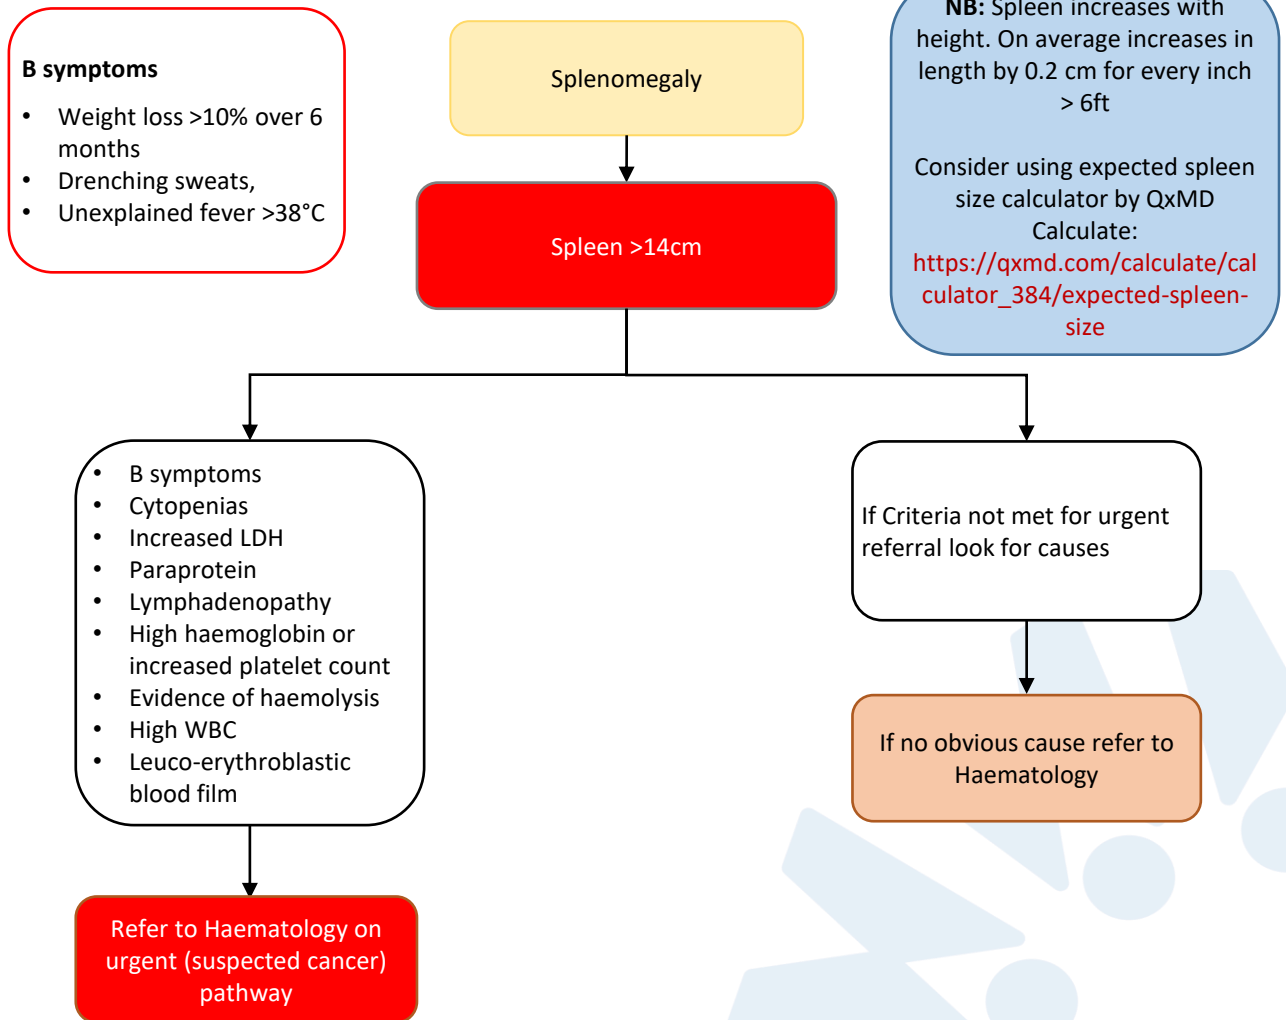 B symptoms
• Weight loss >10% over 6
months
• Drenching sweats,
• Unexplained fever >38°C
Splenomegaly
NB: Spleen increases with
height. On average increases in
length by 0.2 cm for every inch
> 6ft
Consider using expected spleen
size calculator by QxMD
Calculate:
https://qxmd.com/calculate/cal
culator_384/expected-spleen-
size
Spleen >14cm
• B symptoms
• Cytopenias
• Increased LDH
• Paraprotein
• Lymphadenopathy
• High haemoglobin or
increased platelet count
• Evidence of haemolysis
• High WBC
• Leuco-erythroblastic
blood film
If Criteria not met for urgent
referral look for causes
If no obvious cause refer to
Haematology
Refer to Haematology on
urgent (suspected cancer)
pathway